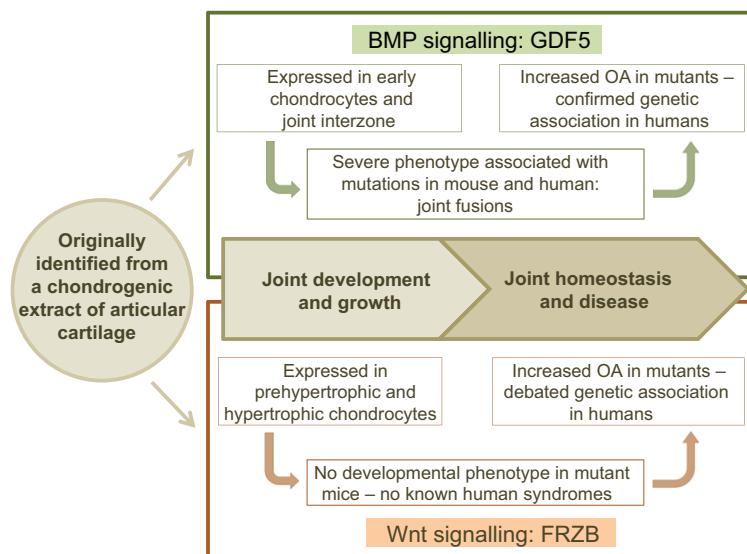 BMP signalling: GDF5
Expressed in early
chondrocytes and
joint interzone
Increased OA in mutants –
confirmed genetic
association in humans
Severe phenotype associated with
mutations in mouse and human:
joint fusions
Originally
identified from
a chondrogenic
extract of articular
cartilage
Joint development
and growth
Joint homeostasis
and disease
Expressed in
prehypertrophic and
hypertrophic chondrocytes
Increased OA in mutants –
debated genetic association
in humans
No developmental phenotype in mutant
mice – no known human syndromes
Wnt signalling: FRZB